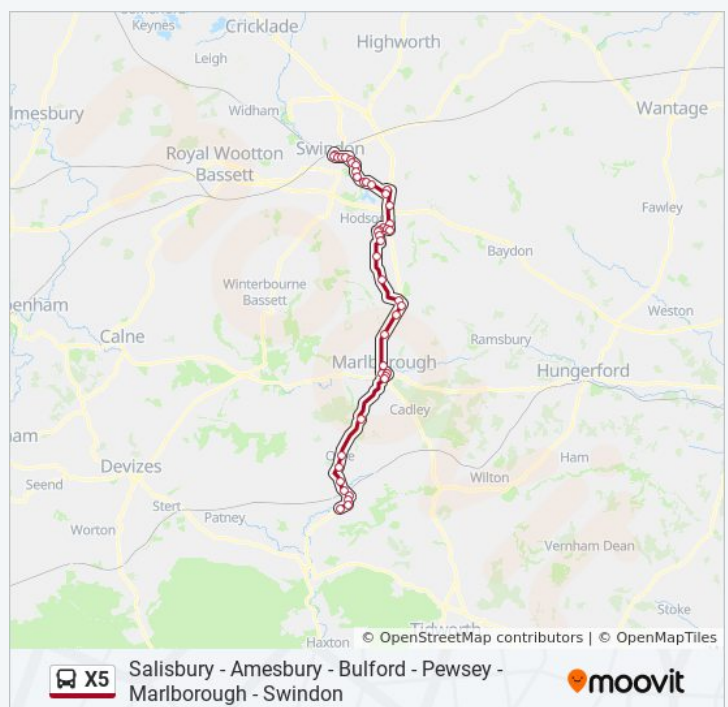 Keynes
Cricklade
Highworth
Leigh
Widham
Wantage
Swindon
Royal Wootton
Bassett
Hodson
Fawley
Baydon
Winterbourne
Bassett
Weston
Calne
Ramsbury
Marlborough
Hungerford
Cadley
Devizes
Ham
Seend
Wilton
Stert
Patney
Worton
Vernham Dean
Stoke
Haxton
© OpenStreetMap contributors | © OpenMapTiles
X5
Salisbury - Amesbury - Bulford - Pewsey -
Marlborough - Swindon
moovit